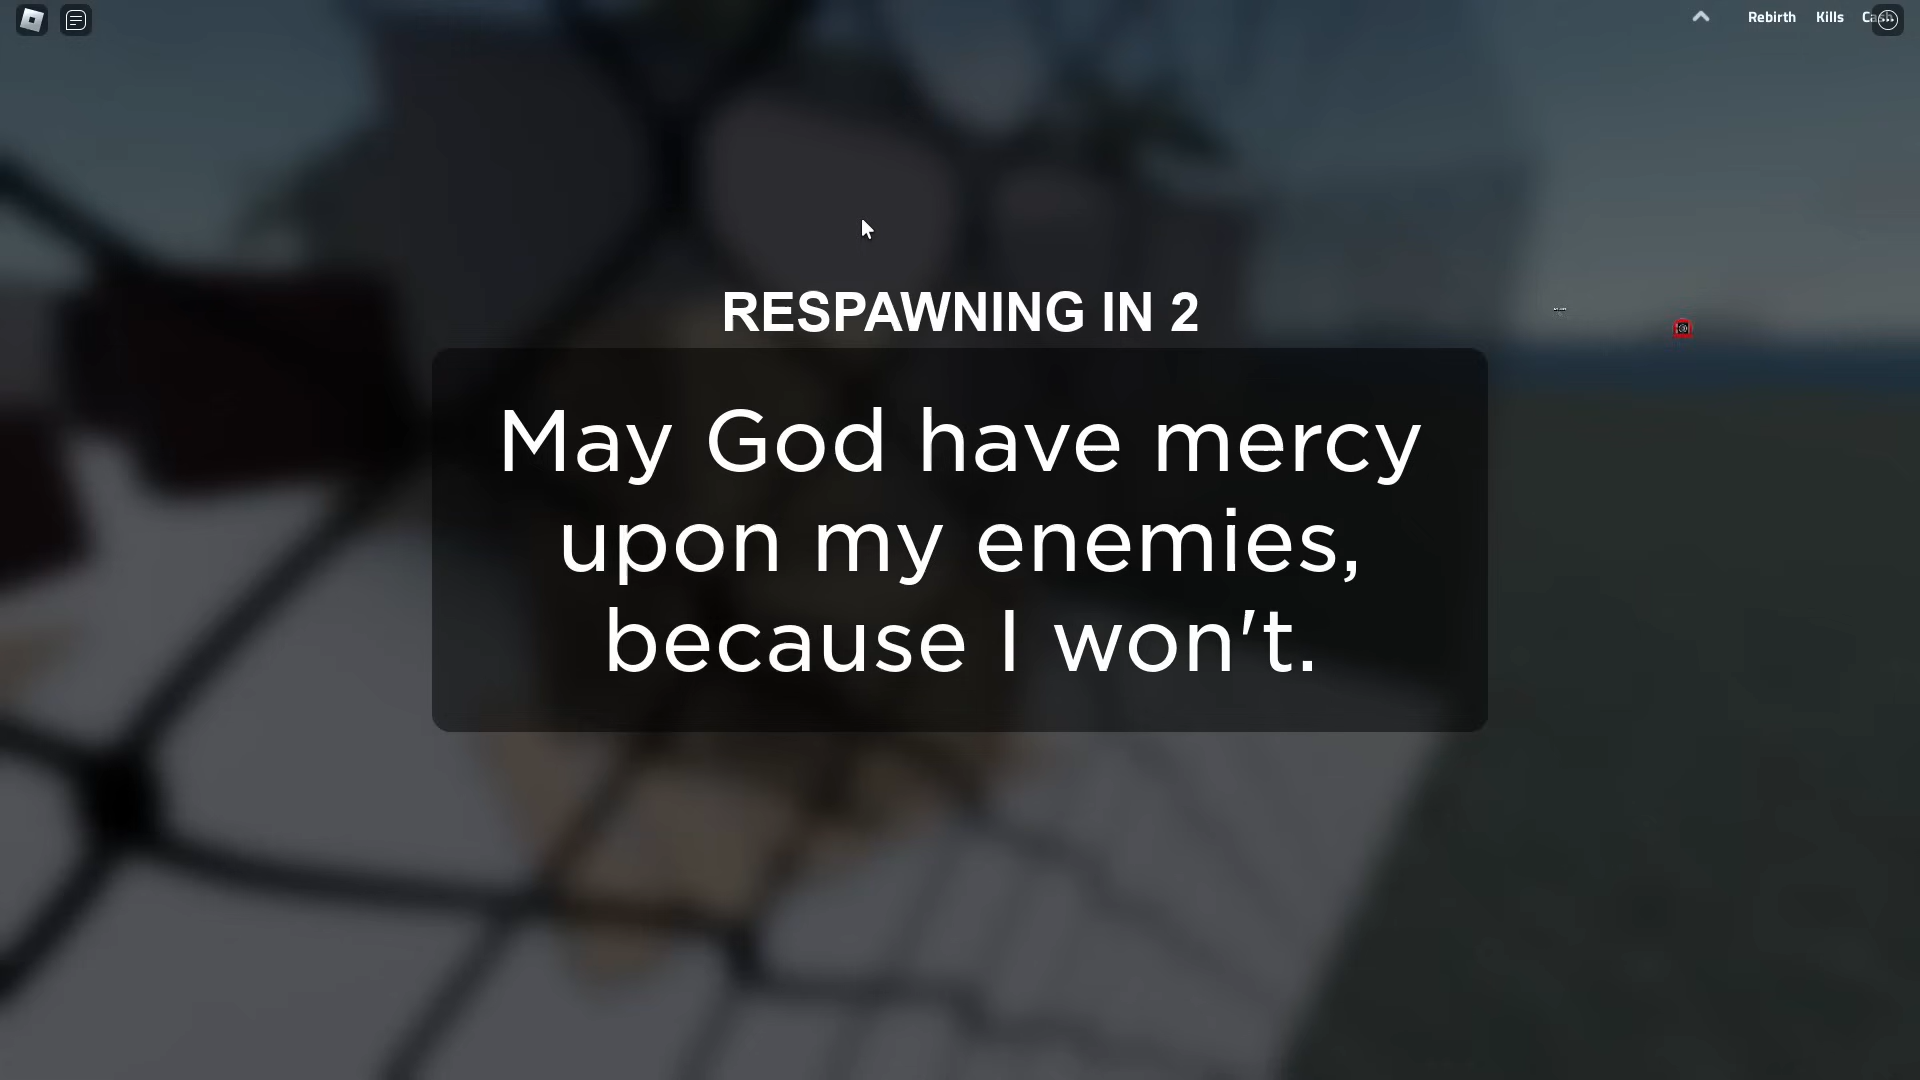 Rebirth Kills
RESPAWNING IN 2
May God have mercy
upon my enemies,
because I won't.